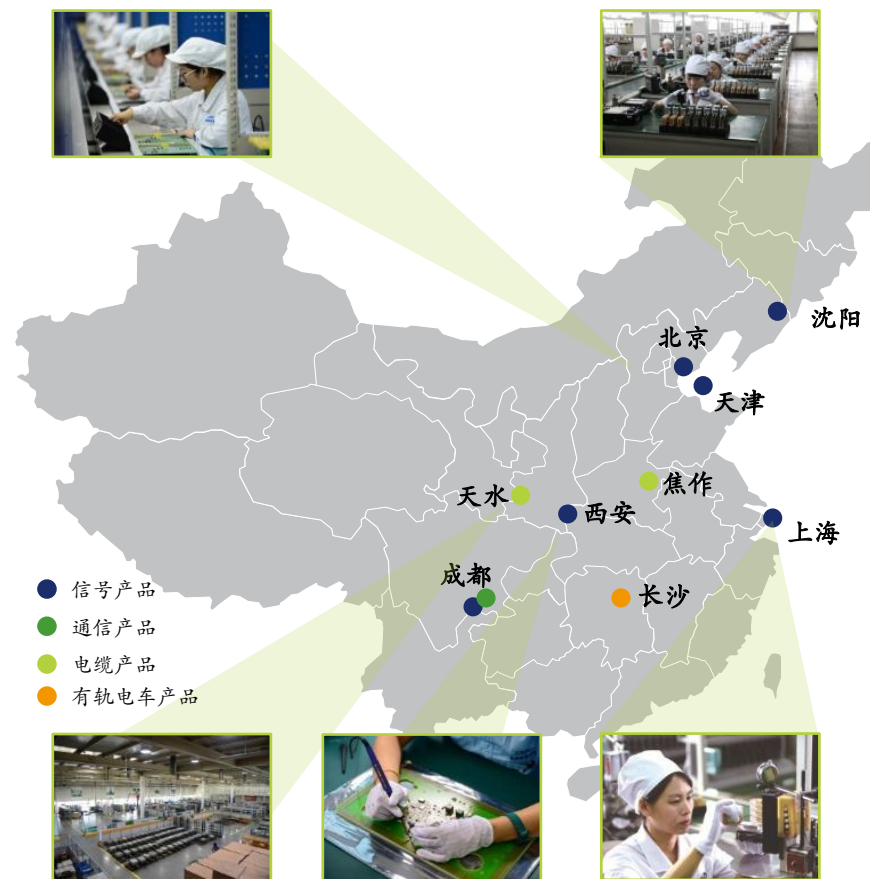 沈阳
北京
天津
焦作
天水
西安
上海
成都
长沙
信号产品
通信产品
电缆产品
有轨电车产品